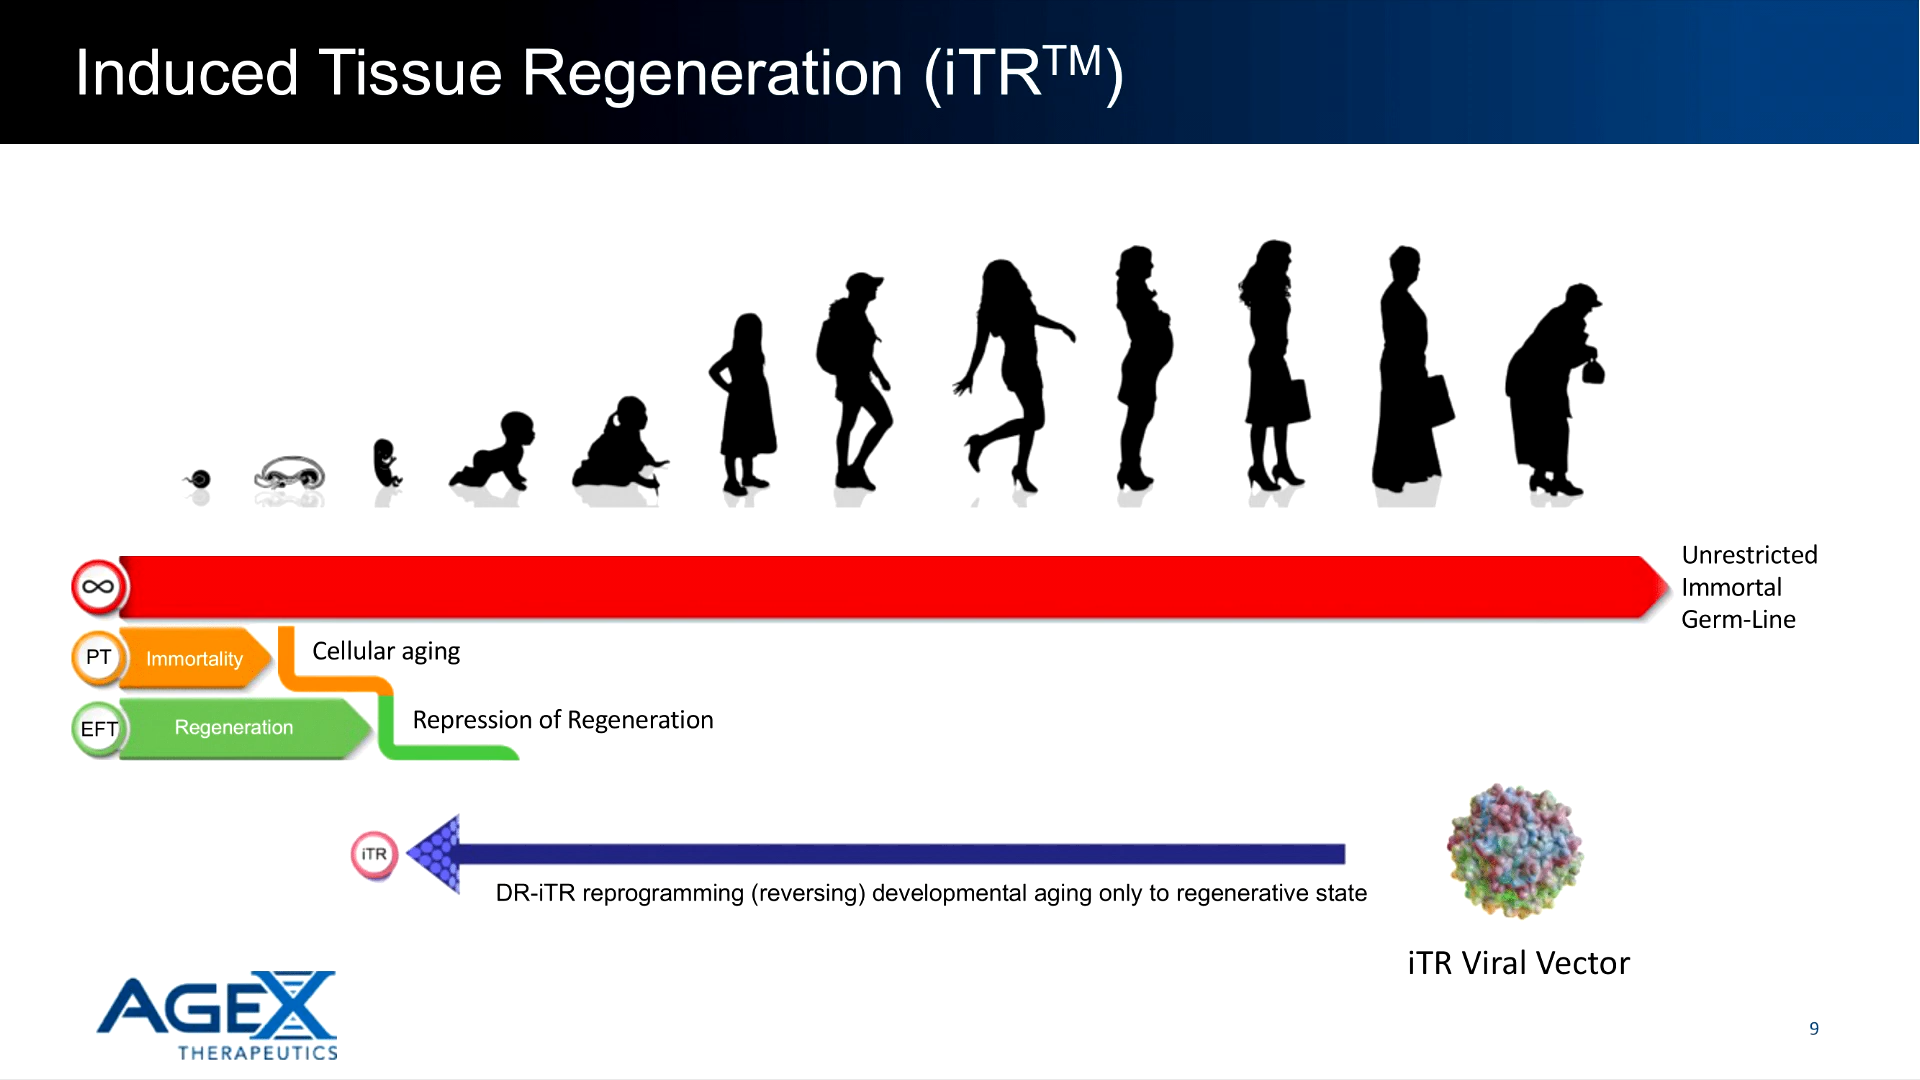 Induced Tissue Regeneration (iTR™)
∞
Unrestricted
Immortal
Germ-Line
PT
Immortality
Cellular aging
EFT
Regeneration
Repression of Regeneration
iTR
DR-iTR reprogramming (reversing) developmental aging only to regenerative state
iTR Viral Vector
AGEX
THERAPEUTICS
9